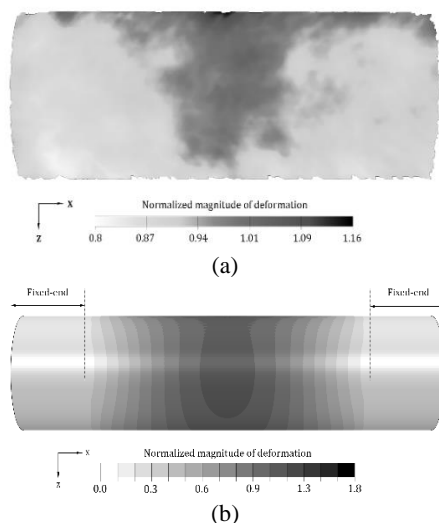 Normalized magnitude of deformation
x
z
0.8 0.87 0.94 1.01 1.09 1.16
(a)
Fixed-end Fixed-end
Normalized magnitude of deformation
x
z
0.0 0.3 0.6 0.9 1.3 1.8
(b)